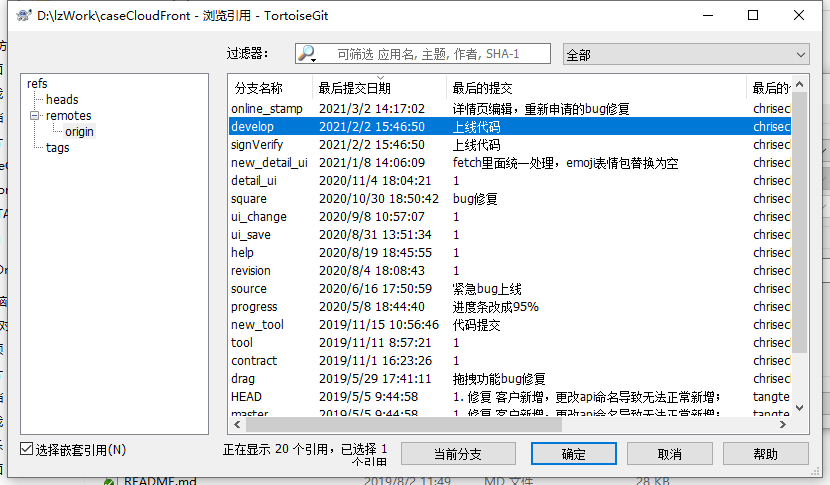 D:\lzWork\caseCloudFront - 浏览引用 - TortoiseGit
过滤器：
可筛选 应用名, 主题, 作者, SHA-1
全部
refs
heads
remotes
origin
tags
分支名称 最后提交日期 最后的提交
online_stamp 2021/3/2 14:17:02 详情页编辑，重新申请的bug修复 chrisec
develop 2021/2/2 15:46:50 上线代码 chrisec
signVerify 2021/2/2 15:46:50 上线代码 chrisec
new_detail_ui 2021/1/8 14:06:09 fetch里面统一处理，emoj表情包替换为空 chrisec
detail_ui 2020/11/4 18:04:21 1 chrisec
square 2020/10/30 18:50:42 bug修复 chrisec
ui_change 2020/9/8 10:57:07 1 chrisec
ui_save 2020/8/31 13:51:34 1 chrisec
help 2020/8/19 18:45:55 1 chrisec
revision 2020/8/4 18:08:43 1 chrisec
source 2020/6/16 17:50:59 紧急bug上线 chrisec
progress 2020/5/8 18:44:40 进度条改成95% chrisec
new_tool 2019/11/15 10:56:46 代码提交 chrisec
tool 2019/11/11 8:57:21 1 chrisec
contract 2019/11/1 16:23:26 1 chrisec
drag 2019/5/29 17:41:11 拖拽功能bug修复 chrisec
HEAD 2019/5/5 9:44:58 1. 修复 客户新增，更改api命名导致无法正常新增； tangte
master 2019/5/5 9:44:58 1. 修复 客户新增，更改api命名导致无法正常新增； tangte
选择嵌套引用(N)
正在显示 20 个引用，已选择 1
个引用
当前分支
确定
取消
帮助
README.md 2019/8/2 11:49 MD 文件 28 KB